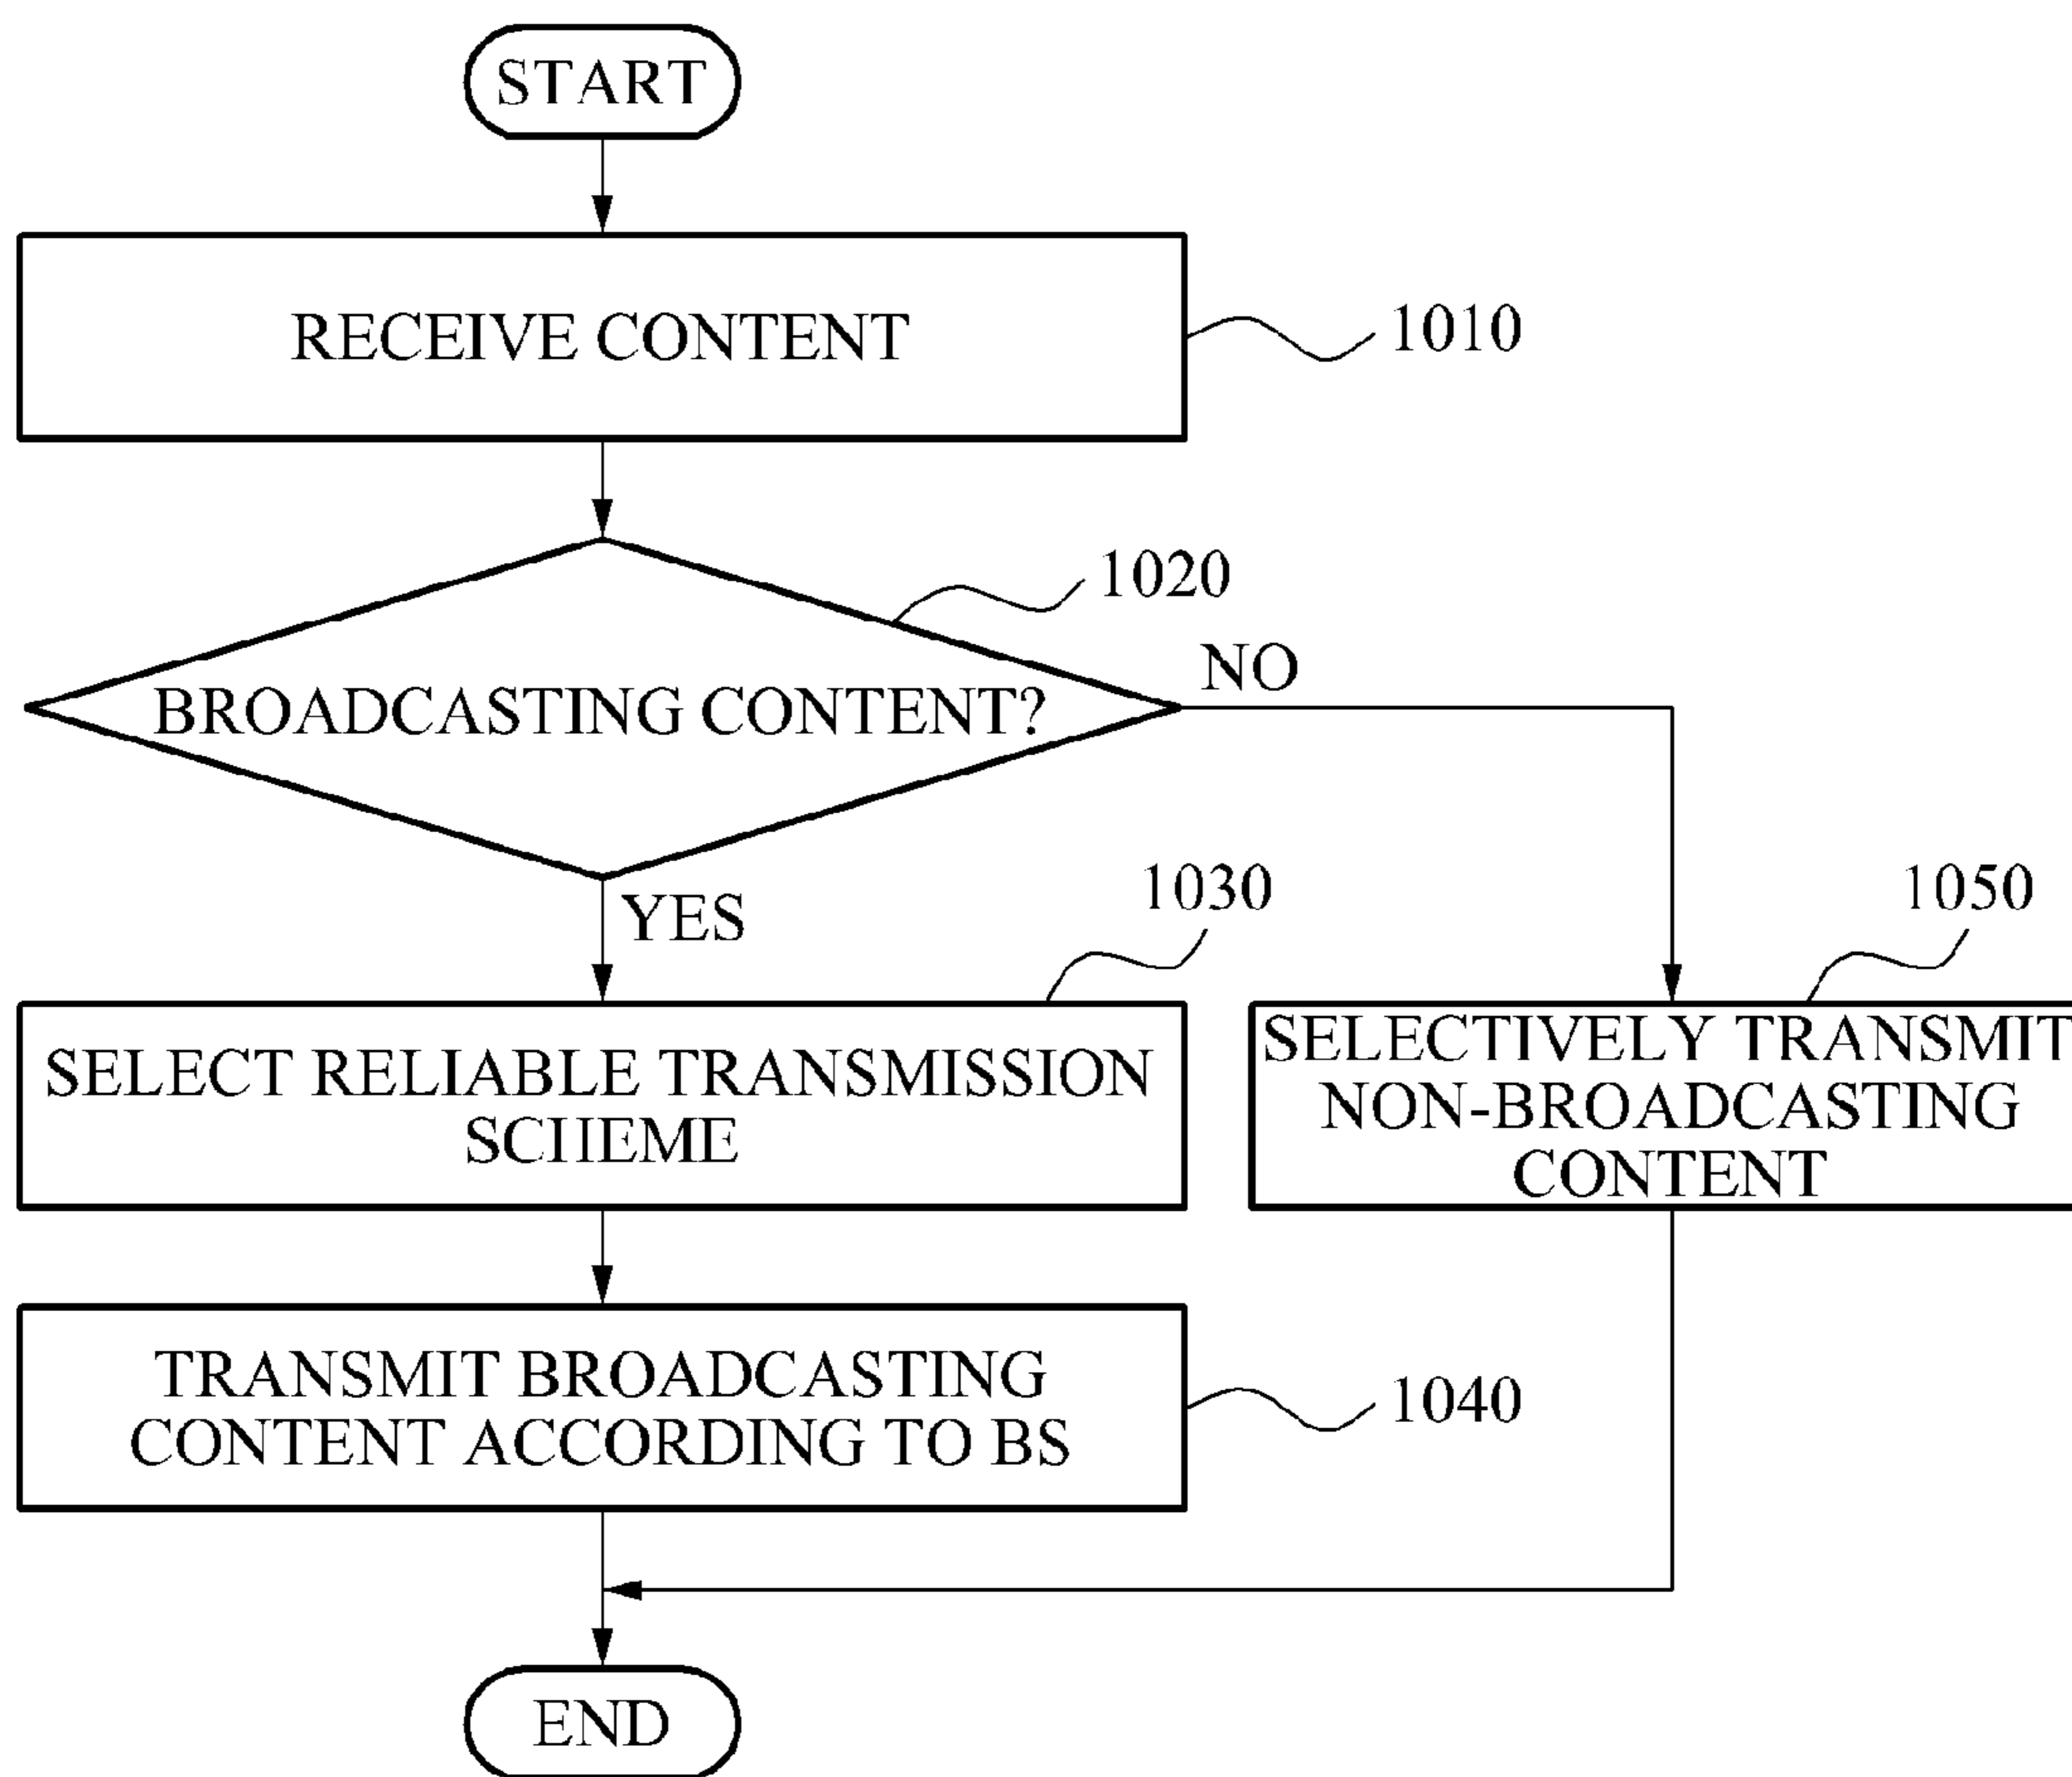 START
RECEIVE CONTENT
1010
1020
BROADCASTING CONTENT?
NO
YES
1030
1050
SELECT RELIABLE TRANSMISSION
SCHEME
SELECTIVELY TRANSMIT
NON-BROADCASTING
CONTENT
TRANSMIT BROADCASTING
CONTENT ACCORDING TO BS
1040
END